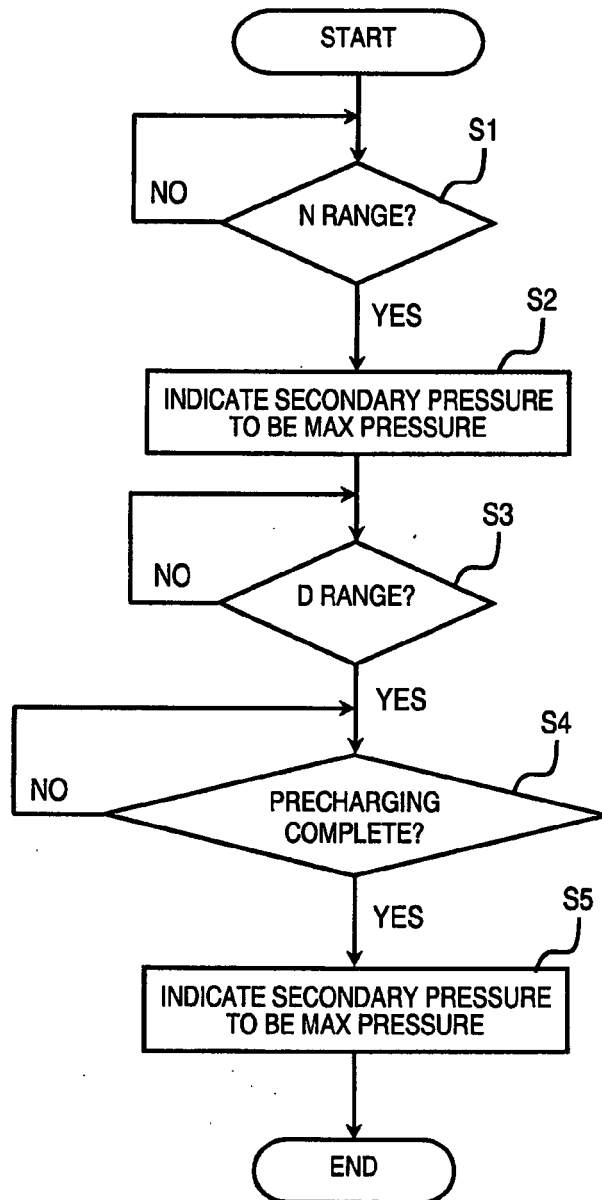 START
S1
NO
N RANGE?
YES
S2
INDICATE SECONDARY PRESSURE
TO BE MAX PRESSURE
S3
NO
D RANGE?
YES
S4
NO
PRECHARGING
COMPLETE?
YES
S5
INDICATE SECONDARY PRESSURE
TO BE MAX PRESSURE
END